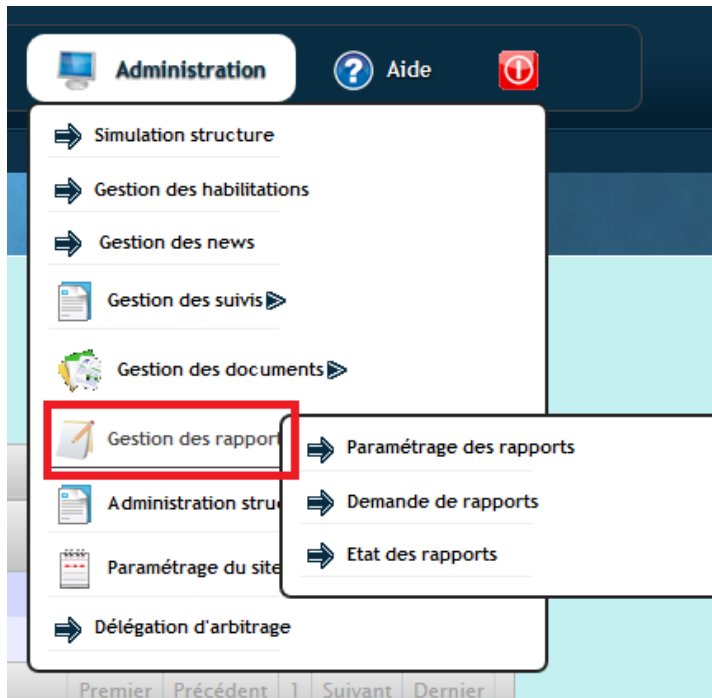 Administration Aide
Simulation structure
Gestion des habilitations
Gestion des news
Gestion des suivis
Gestion des documents
Gestion des rapport
Paramétrage des rapports
Administration stru
Demande de rapports
Paramétrage du site
Etat des rapports
Délégation d'arbitrage
Premier Précédent 1 Suivant Dernier